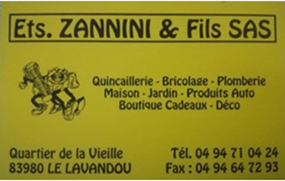 Ets. ZANNINI & Fils SAS
Quincaillerie - Bricolage - Plomberie
Maison - Jardin - Produits Auto
Boutique Cadeaux - Déco
Quartier de la Vieille
83980 LE LAVANDOU
Tél. 04 94 71 04 24
Fax : 04 94 64 72 93